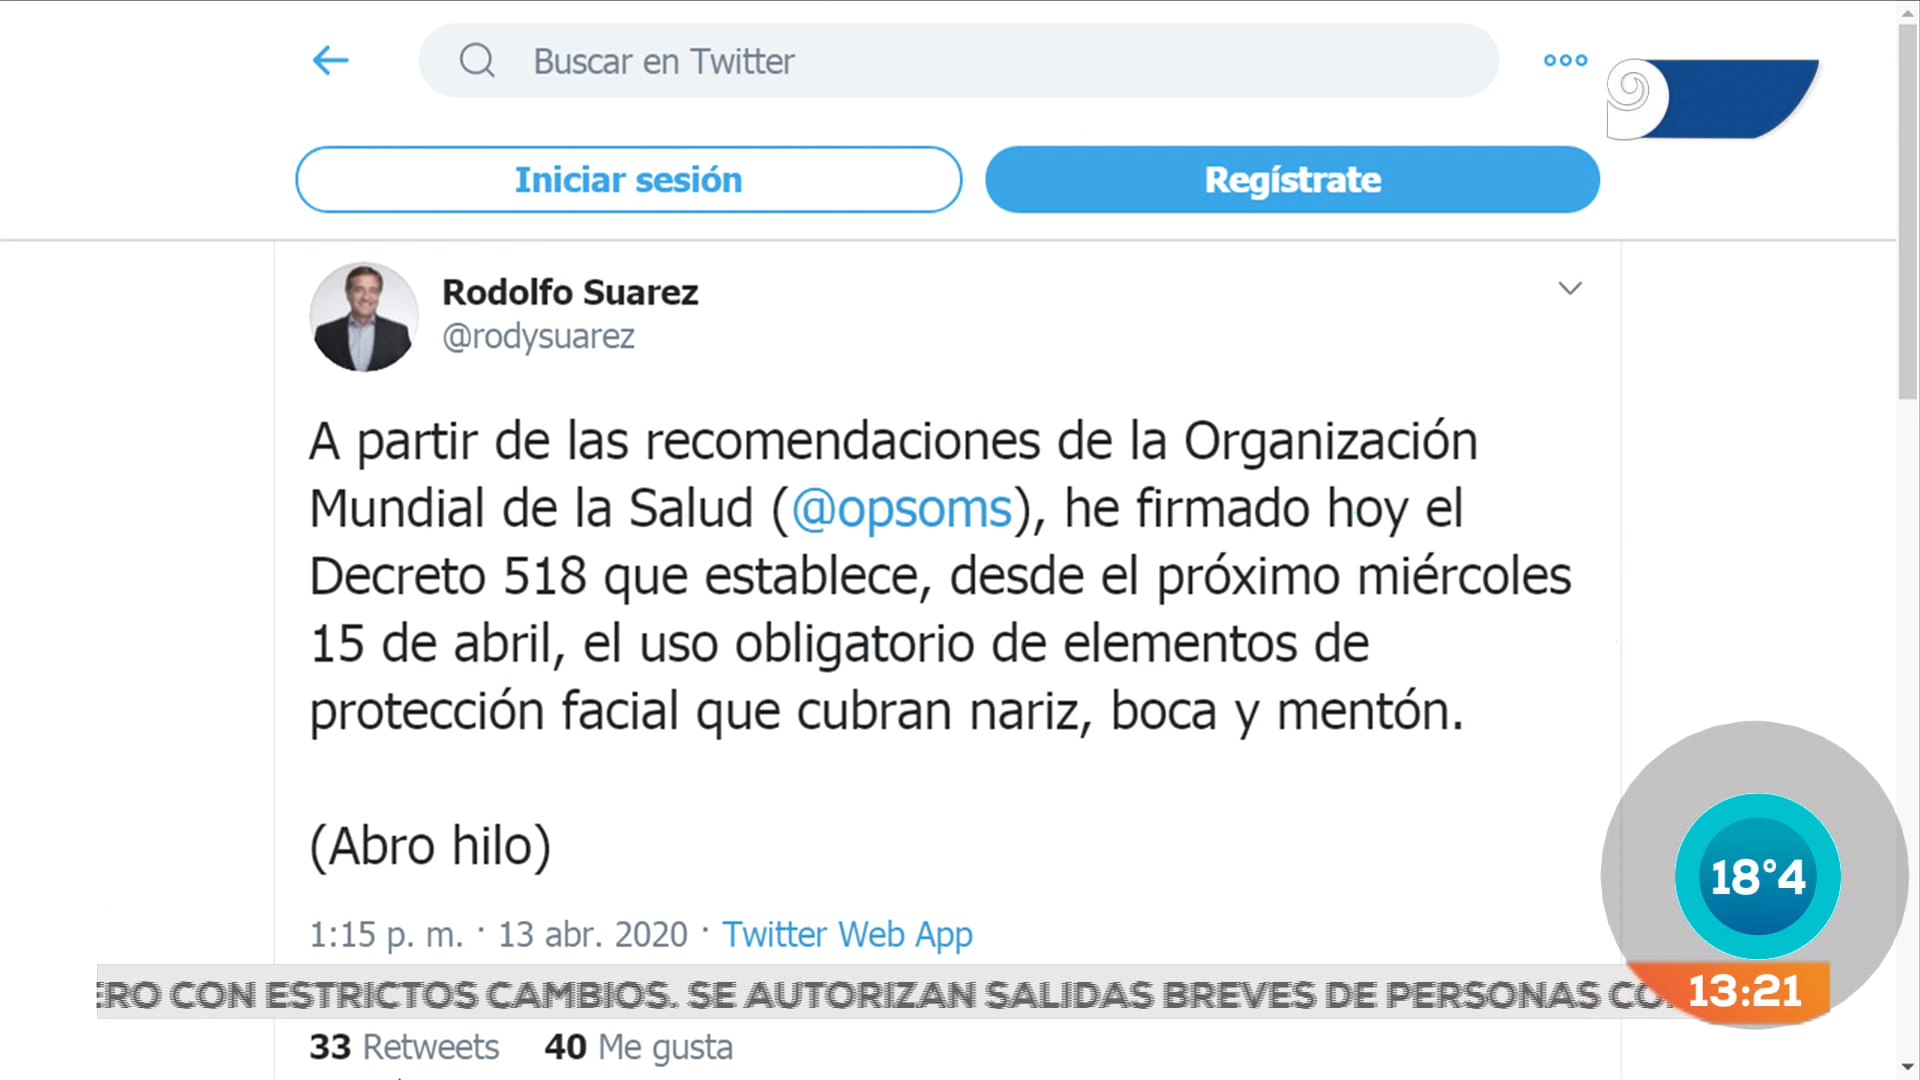 Buscar en Twitter
Iniciar sesión
Regístrate
Rodolfo Suarez
@rodysuarez
A partir de las recomendaciones de la Organización
Mundial de la Salud (@opsoms), he firmado hoy el
Decreto 518 que establece, desde el próximo miércoles
15 de abril, el uso obligatorio de elementos de
protección facial que cubran nariz, boca y mentón.
(Abro hilo)
1:15 p. m. · 13 abr. 2020 · Twitter Web App
18°4
CON ESTRICTOS CAMBIOS. SE AUTORIZAN SALIDAS BREVES DE PERSONAS
13:21
33 Retweets 40 Me gusta